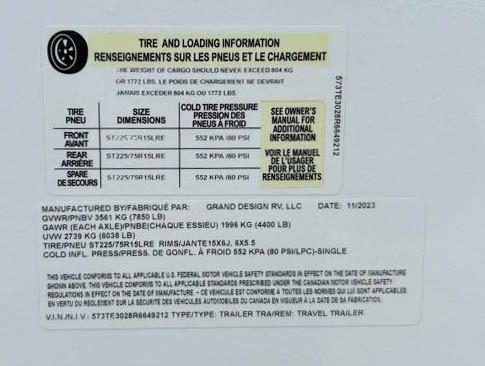 TIRE AND LOADING INFORMATION
RENSEIGNEMENTS SUR LES PNEUS ET LE CHARGEMENT
THE WEIGHT OF CARGO SHOULD NEVER EXCEED 804 KG
OR 1772 LBS. LE POIDS DE CHARGEMENT NE DEVRAIT
JAMAIS EXCÉDER 804 KG OU 1772 LBS.
TIRE
PNEU
SIZE
DIMENSIONS
COLD TIRE PRESSURE
PRESSION DES
PNEUS À FROID
SEE OWNER'S
MANUAL FOR
ADDITIONAL
INFORMATION
VOIR LE MANUEL
DE L'USAGER
POUR PLUS DE
RENSEIGNEMENTS
FRONT
AVANT
ST225/75R15LRE
552 KPA /80 PSI
REAR
ARRIÈRE
ST225/75R15LRE
552 KPA /80 PSI
SPARE
DE SECOURS
ST225/75R15LRE
552 KPA /80 PSI
573TE3028R6649212
MANUFACTURED BY/FABRIQUÉ PAR: GRAND DESIGN RV, LLC DATE: 11/2023
GVWR/PNBV 3561 KG (7850 LB)
GAWR (EACH AXLE)/PNBE(CHAQUE ESSIEU) 1996 KG (4400 LB)
UVW 2739 KG (6038 LB)
TIRE/PNEU ST225/75R15LRE RIMS/JANTE15X6J, 6X5.5
COLD INFL. PRESS/PRESS. DE GONFL. À FROID 552 KPA (80 PSI/LPC)-SINGLE
THIS VEHICLE CONFORMS TO ALL APPLICABLE U.S. FEDERAL MOTOR VEHICLE SAFETY STANDARDS IN EFFECT ON THE DATE OF MANUFACTURE
SHOWN ABOVE. THIS VEHICLE CONFORMS TO ALL APPLICABLE STANDARDS PRESCRIBED UNDER THE CANADIAN MOTOR VEHICLE SAFETY
REGULATIONS IN EFFECT ON THE DATE OF MANUFACTURE. - CE VEHICULE EST CONFORME A TOUTES LES NORMES QUI LUI SONT APPLICABLES
EN VERTU DU RÈGLEMENT SUR LA SÉCURITÉ DES VÉHICULES AUTOMOBILES DU CANADA EN VIGUEUR À LA DATE DE SA FABRICATION.
V.I.N./N.I.V.: 573TE3028R6649212 TYPE/TYPE: TRAILER TRA/REM: TRAVEL TRAILER